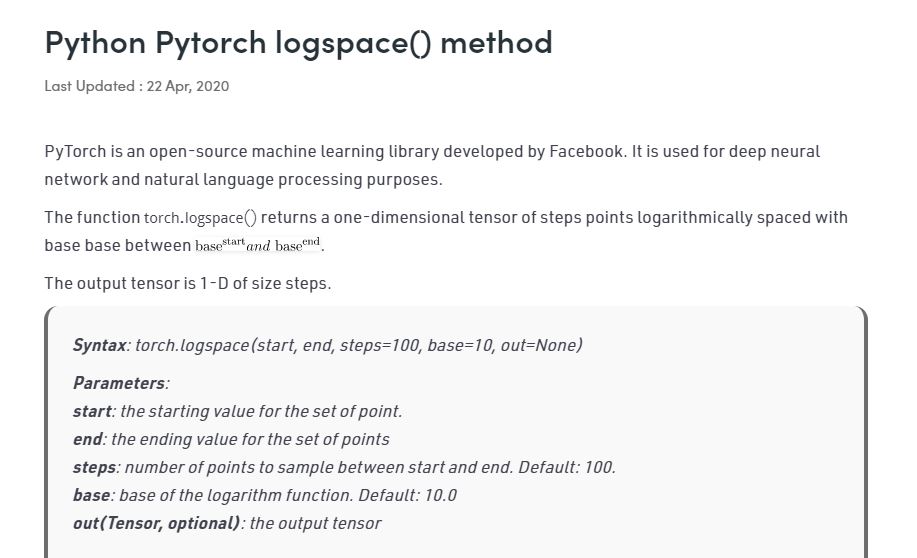 Python Pytorch logspace() method
Last Updated : 22 Apr, 2020
PyTorch is an open-source machine learning library developed by Facebook. It is used for deep neural
network and natural language processing purposes.
The function torch.logspace() returns a one-dimensional tensor of steps points logarithmically spaced with
base base between base^start and base^end.
The output tensor is 1-D of size steps.
Syntax: torch.logspace(start, end, steps=100, base=10, out=None)
Parameters:
start: the starting value for the set of point.
end: the ending value for the set of points
steps: number of points to sample between start and end. Default: 100.
base: base of the logarithm function. Default: 10.0
out(Tensor, optional): the output tensor